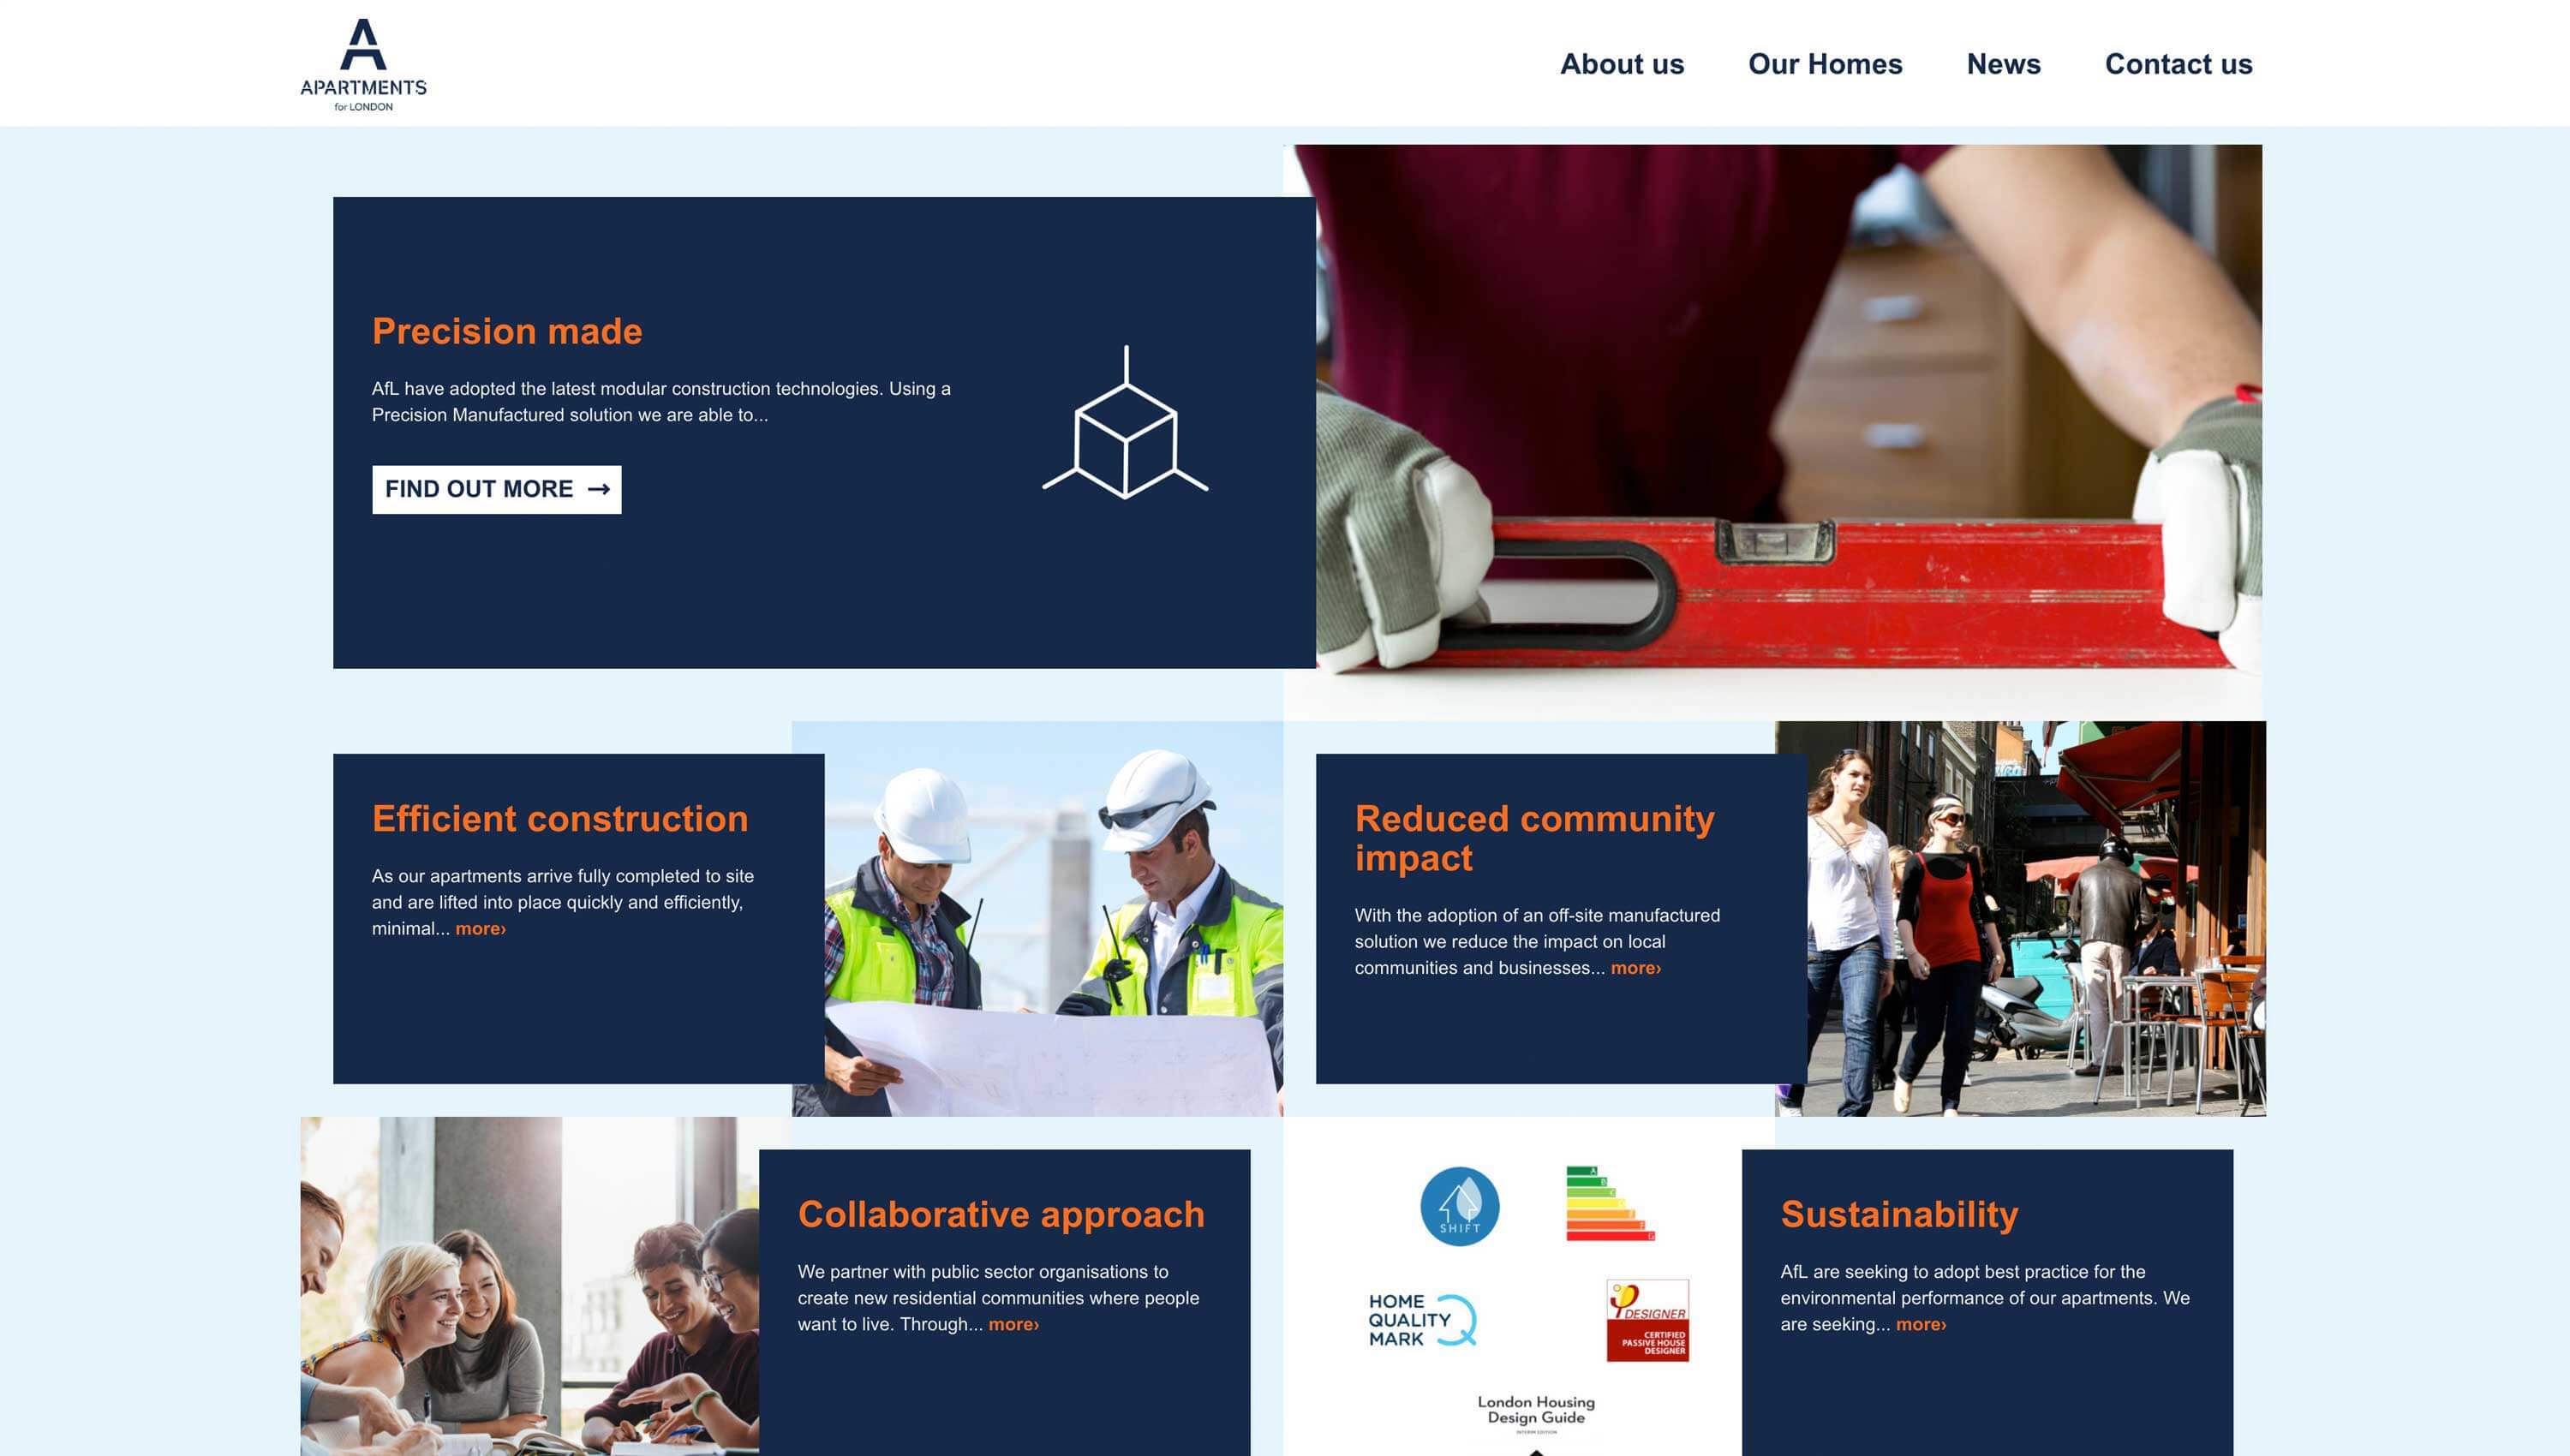 A
APARTMENTS
for LONDON
About us
Our Homes
News
Contact us
Precision made
AfL have adopted the latest modular construction technologies. Using a
Precision Manufactured solution we are able to...
FIND OUT MORE →
Efficient construction
As our apartments arrive fully completed to site
and are lifted into place quickly and efficiently,
minimal... more›
Reduced community
impact
With the adoption of an off-site manufactured
solution we reduce the impact on local
communities and businesses... more›
Collaborative approach
We partner with public sector organisations to
create new residential communities where people
want to live. Through... more›
SHIFT
HOME
QUALITY
MARK
DESIGNER
CERTIFIED
PASSIVE HOUSE
DESIGNER
London Housing
Design Guide
INTERIM EDITION
Sustainability
AfL are seeking to adopt best practice for the
environmental performance of our apartments. We
are seeking... more›